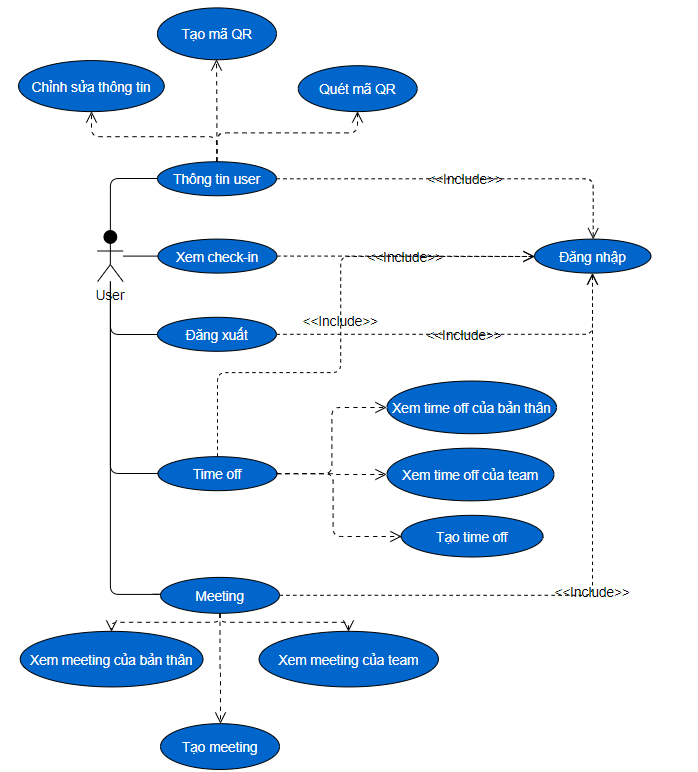 Tạo mã QR
Chỉnh sửa thông tin
Quét mã QR
Thông tin user
<<Include>>
User
Xem check-in
<<Include>>
Đăng nhập
<<Include>>
Đăng xuất
<<Include>>
Xem time off của bản thân
Time off
Xem time off của team
Tạo time off
Meeting
<<Include>>
Xem meeting của bản thân
Xem meeting của team
Tạo meeting